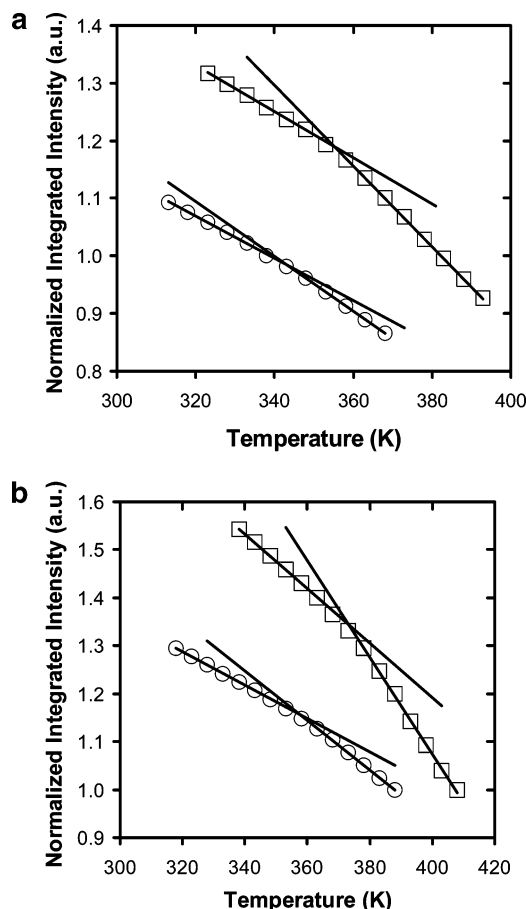 a
Normalized Integrated Intensity (a.u.)
1.4
1.3
1.2
1.1
1.0
0.9
0.8
300 320 340 360 380 400
Temperature (K)
b
Normalized Integrated Intensity (a.u.)
1.6
1.5
1.4
1.3
1.2
1.1
1.0
0.9
300 320 340 360 380 400 420
Temperature (K)